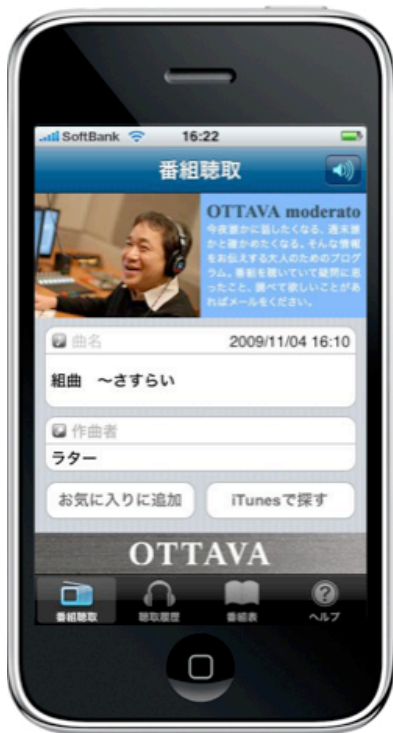 SoftBank 16:22
番組聴取
OTTAVA moderato
今夜誰かに話したくなる、週末誰
かと確かめたくなる。そんな情報
をお伝えする大人のためのプログ
ラム。番組を聴いていて疑問に思
ったこと、調べて欲しいことがあ
ればメールをください。
曲名 2009/11/04 16:10
組曲 ～さすらい
作曲者
ラター
お気に入りに追加 iTunesで探す
OTTAVA
番組聴取 聴取履歴 番組表 ヘルプ